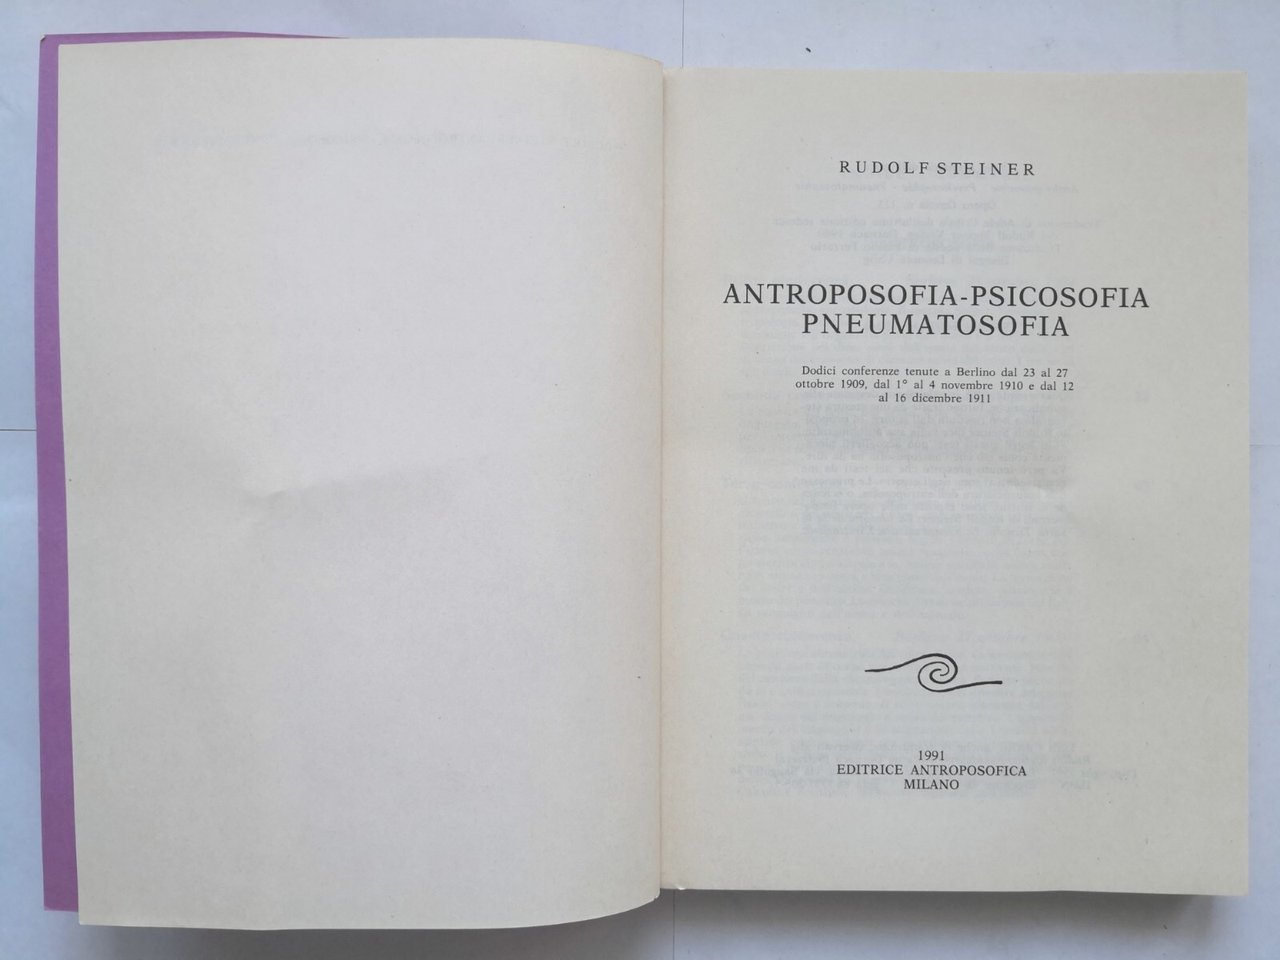 RUDOLF STEINER
ANTROPOSOFIA-PSICOSOFIA
PNEUMATOSOFIA
Dodici conferenze tenute a Berlino dal 23 al 27
ottobre 1909, dal 1° al 4 novembre 1910 e dal 12
al 16 dicembre 1911
1991
EDITRICE ANTROPOSOFICA
MILANO